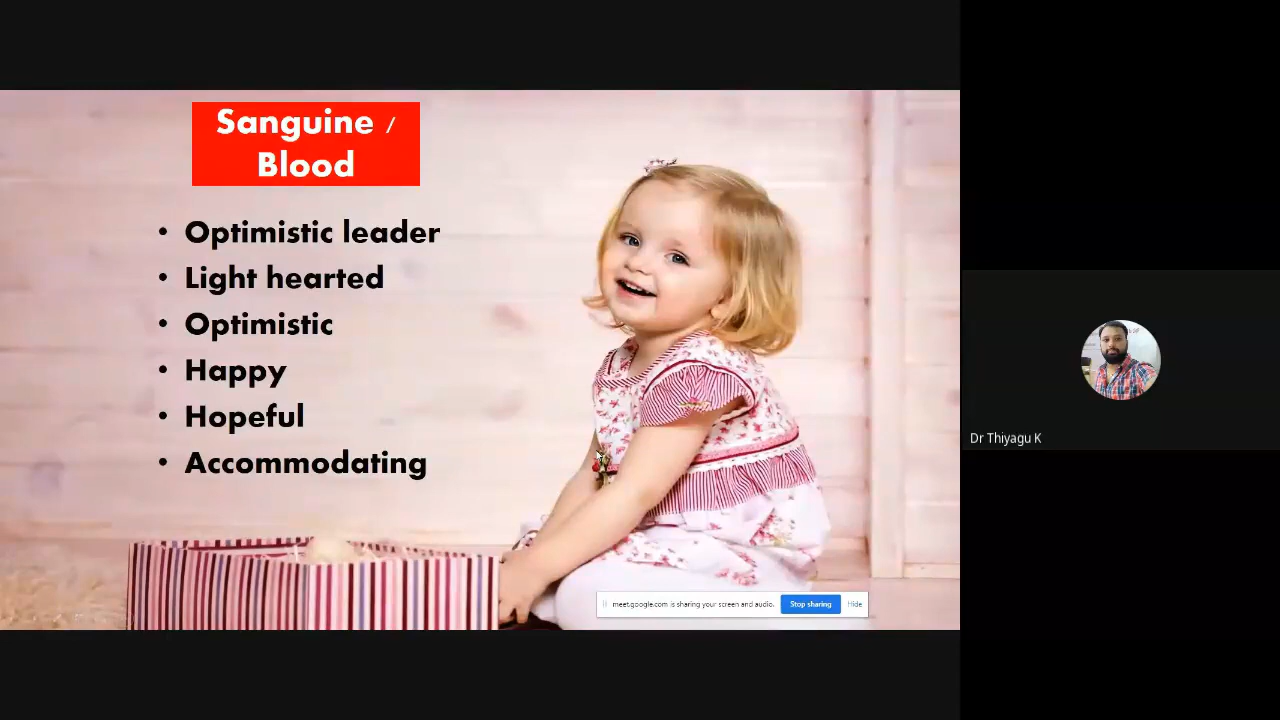 Sanguine /
Blood
• Optimistic leader
• Light hearted
• Optimistic
• Happy
• Hopeful
• Accommodating
meet.google.com is sharing your screen and audio. Stop sharing Hide
Dr Thiyagu K